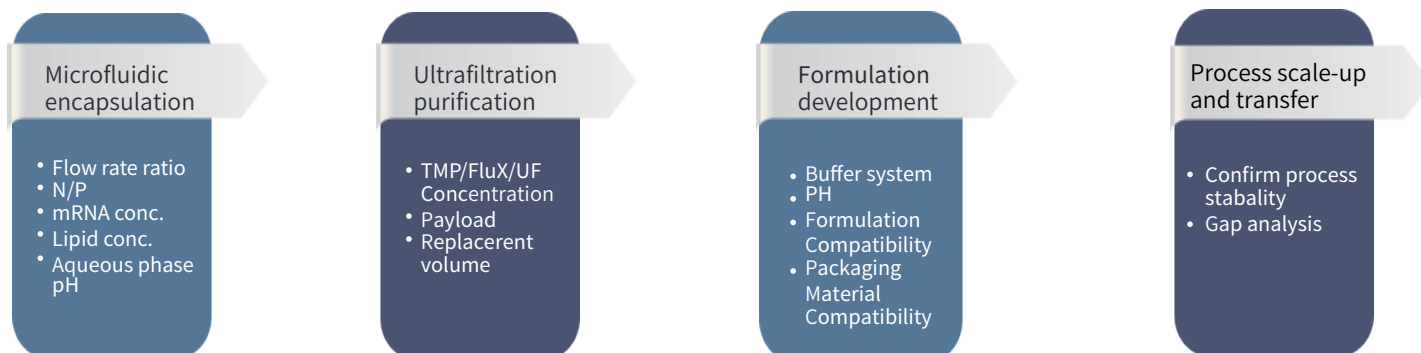 Microfluidic
encapsulation
• Flow rate ratio
• N/P
• mRNA conc.
• Lipid conc.
• Aqueous phase
pH
Ultrafiltration
purification
• TMP/FluX/UF
Concentration
• Payload
• Replacerent
volume
Formulation
development
• Buffer system
• PH
• Formulation
Compatibility
• Packaging
Material
Compatibility
Process scale-up
and transfer
• Confirm process
stabality
• Gap analysis